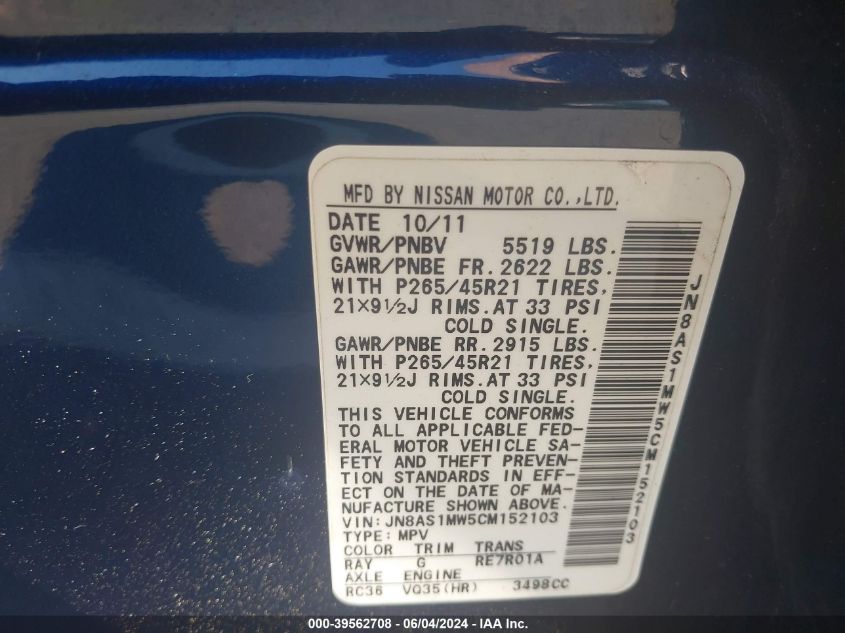 MFD BY NISSAN MOTOR CO.,LTD.
DATE 10/11
GVWR/PNBV 5519 LBS.
GAWR/PNBE FR. 2622 LBS.
WITH P265/45R21 TIRES,
21×9½J RIMS.AT 33 PSI
COLD SINGLE.
GAWR/PNBE RR. 2915 LBS.
WITH P265/45R21 TIRES,
21×9½J RIMS.AT 33 PSI
COLD SINGLE.
THIS VEHICLE CONFORMS
TO ALL APPLICABLE FED-
ERAL MOTOR VEHICLE SA-
FETY AND THEFT PREVEN-
TION STANDARDS IN EFF-
ECT ON THE DATE OF MA-
NUFACTURE SHOWN ABOVE.
VIN:JN8AS1MW5CM152103
TYPE:MPV
COLOR TRIM TRANS
RAY G RE7R01A
AXLE ENGINE
RC36 VQ35(HR) 3498CC
JN8AS1MW5CM152103
000-39562708 - 06/04/2024 - IAA Inc.